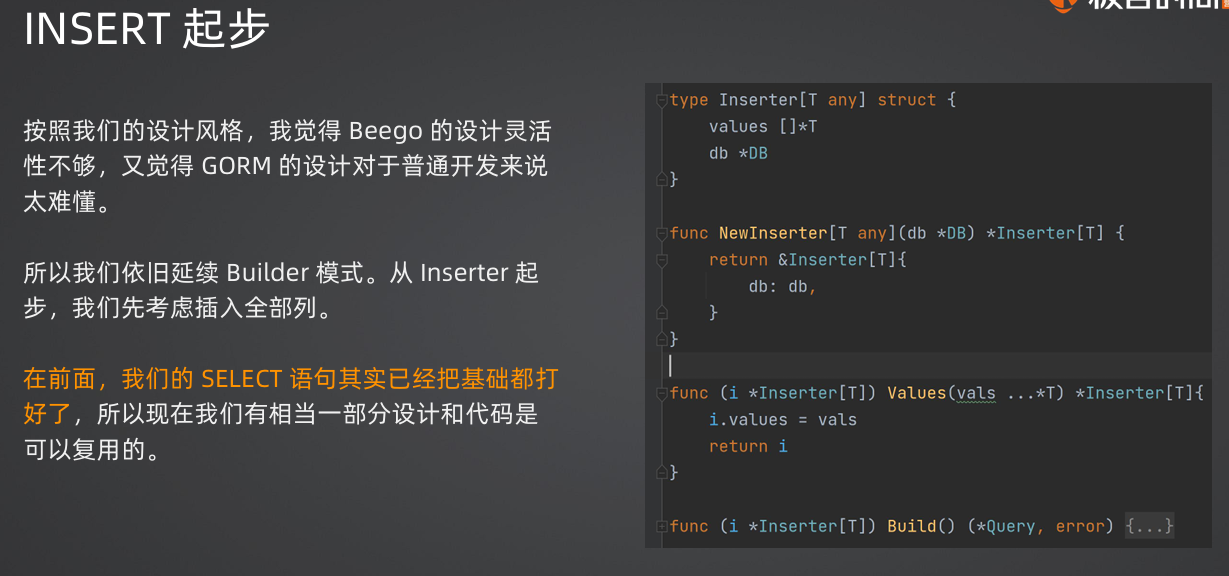 INSERT 起步
按照我们的设计风格，我觉得 Beego 的设计灵活
性不够，又觉得 GORM 的设计对于普通开发来说
太难懂。
所以我们依旧延续 Builder 模式。从 Inserter 起
步，我们先考虑插入全部列。
在前面，我们的 SELECT 语句其实已经把基础都打
好了，所以现在我们有相当一部分设计和代码是
可以复用的。
type Inserter[T any] struct {
    values []*T
    db *DB
}
func NewInserter[T any](db *DB) *Inserter[T] {
    return &Inserter[T]{
        db: db,
    }
}
func (i *Inserter[T]) Values(vals ...*T) *Inserter[T]{
    i.values = vals
    return i
}
func (i *Inserter[T]) Build() (*Query, error) {...}